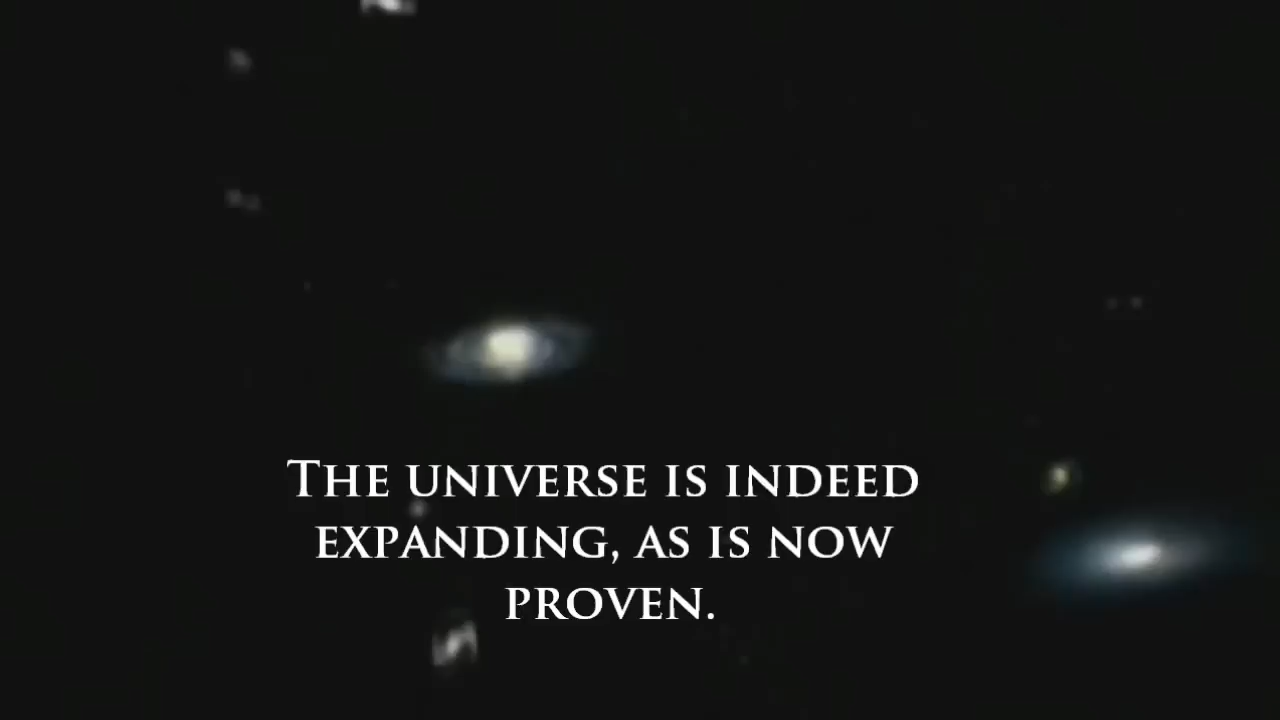 The universe is indeed
expanding, as is now
proven.